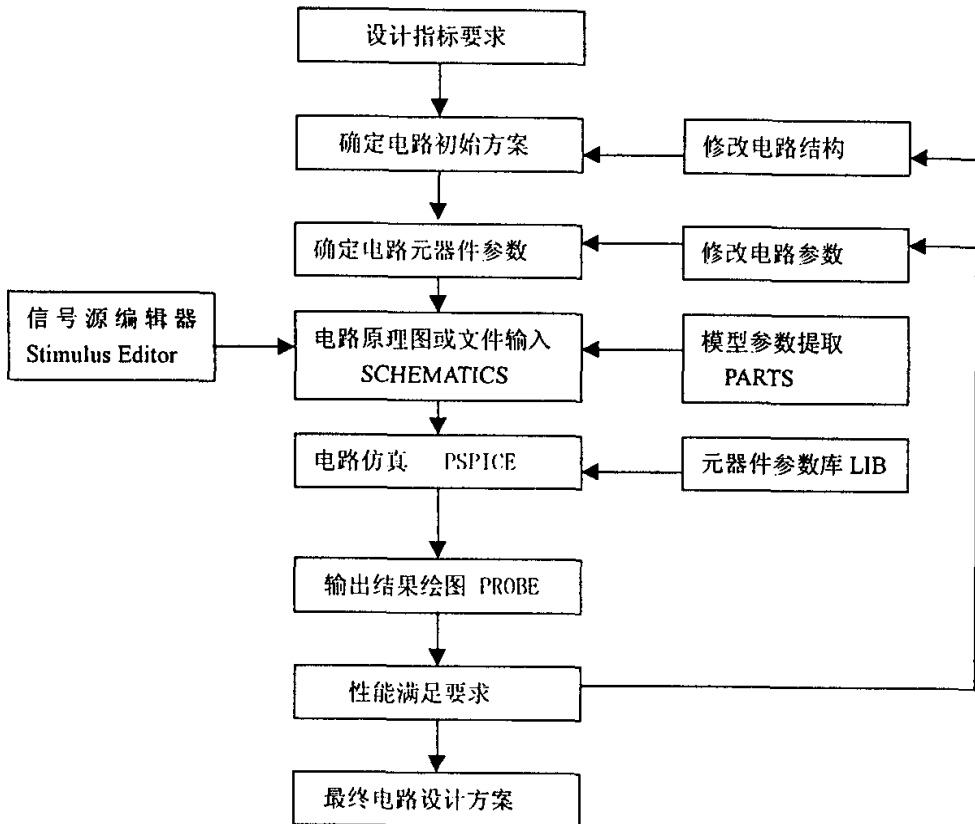 设计指标要求
确定电路初始方案
修改电路结构
确定电路元器件参数
修改电路参数
信号源编辑器
Stimulus Editor
电路原理图或文件输入
SCHEMATICS
模型参数提取
PARTS
电路仿真 PSPICE
元器件参数库 LIB
输出结果绘图 PROBE
性能满足要求
最终电路设计方案